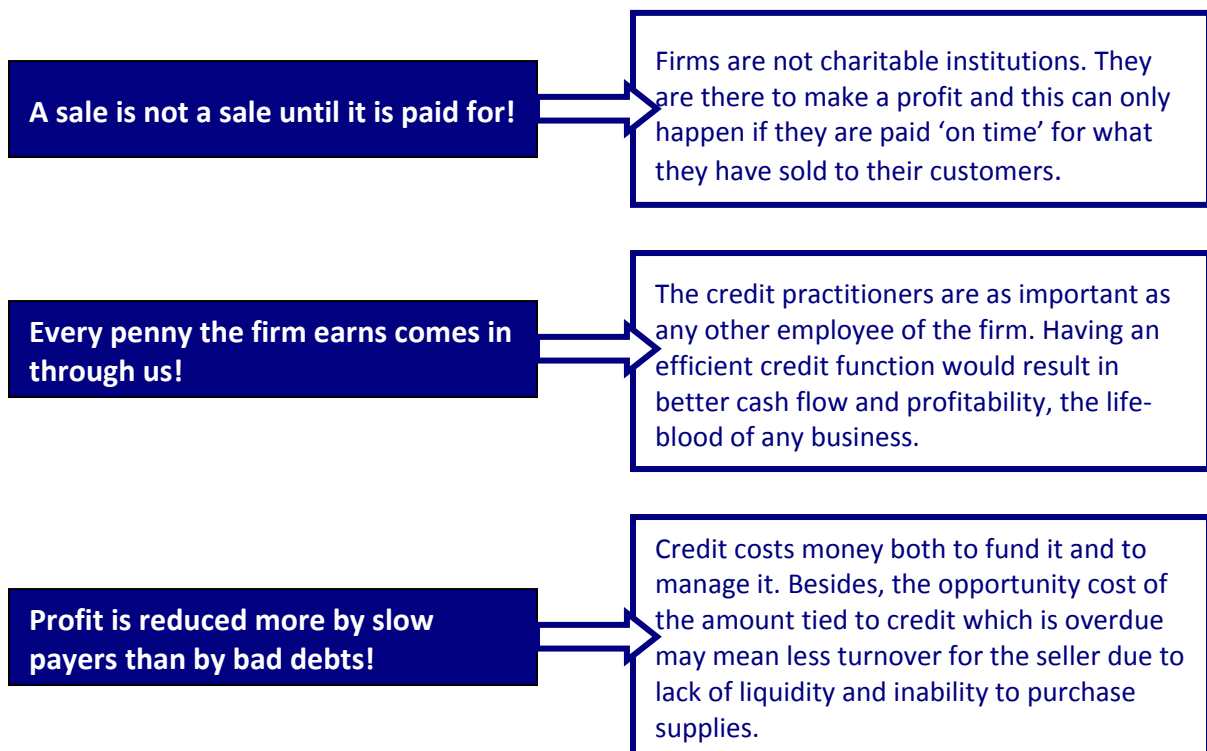 A sale is not a sale until it is paid for!
Firms are not charitable institutions. They
are there to make a profit and this can only
happen if they are paid ‘on time’ for what
they have sold to their customers.
Every penny the firm earns comes in
through us!
The credit practitioners are as important as
any other employee of the firm. Having an
efficient credit function would result in
better cash flow and profitability, the life-
blood of any business.
Profit is reduced more by slow
payers than by bad debts!
Credit costs money both to fund it and to
manage it. Besides, the opportunity cost of
the amount tied to credit which is overdue
may mean less turnover for the seller due to
lack of liquidity and inability to purchase
supplies.